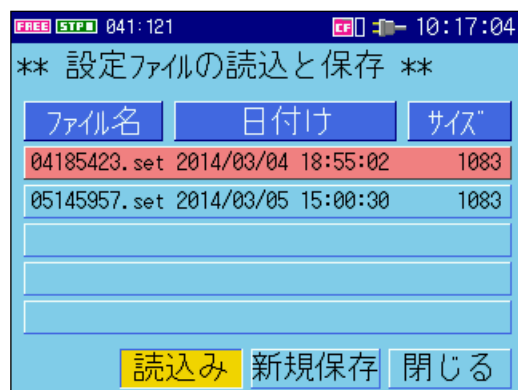 FREE STP 041:121 CF 10:17:04
** 設定ファイルの読込と保存 **
ファイル名 日付け サイズ
04185423.set 2014/03/04 18:55:02 1083
05145957.set 2014/03/05 15:00:30 1083
読込み 新規保存 閉じる